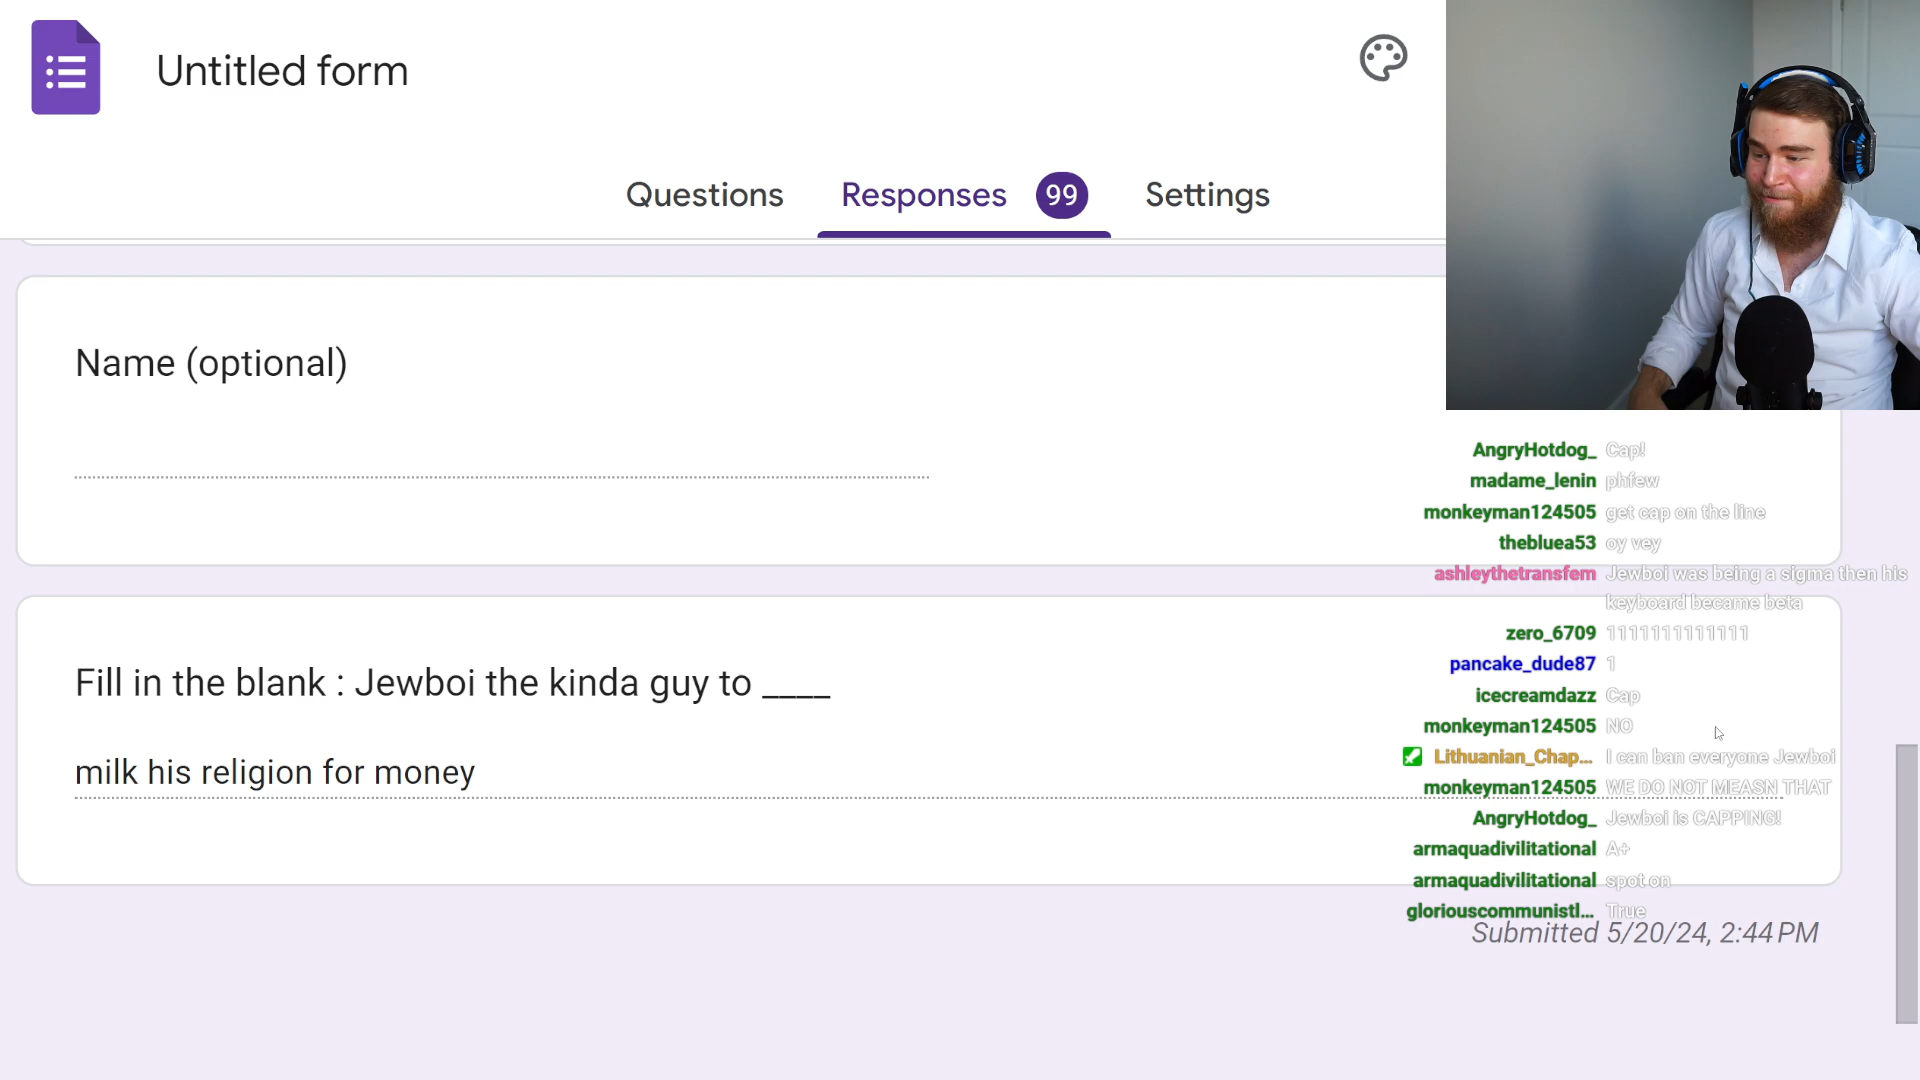 Untitled form
Questions Responses 99 Settings
Name (optional)
Fill in the blank : Jewboi the kinda guy to ____
milk his religion for money
AngryHotdog_ Cap!
madame_lenin phfew
monkeyman124505 get cap on the line
thebluea53 oy vey
ashleythetransfem Jewboi was being a sigma then his
keyboard became beta
zero_6709 1111111111111
pancake_dude87 1
icecreamdazz Cap
monkeyman124505 NO
Lithuanian_Chap... I can ban everyone Jewboi
monkeyman124505 WE DO NOT MEASN THAT
AngryHotdog_ Jewboi is CAPPING!
armaquadivilitational A+
armaquadivilitational spot on
gloriouscommunistl... True
Submitted 5/20/24, 2:44 PM